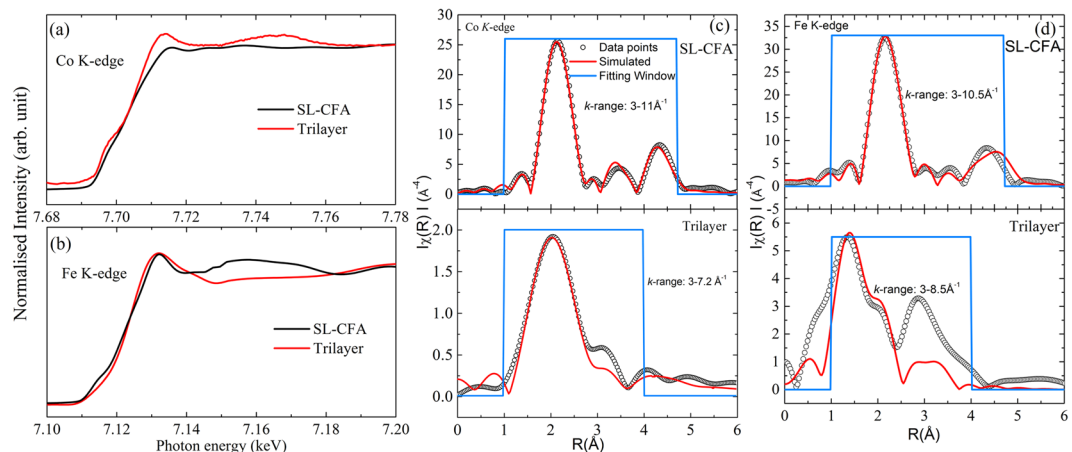 Normalised Intensity (arb. unit)
(a)
Co K-edge
SL-CFA
Trilayer
7.68 7.70 7.72 7.74 7.76 7.78
(b)
Fe K-edge
SL-CFA
Trilayer
7.10 7.12 7.14 7.16 7.18 7.20
Photon energy (keV)
Co K-edge
(c)
SL-CFA
Data points
Simulated
Fitting Window
k-range: 3-11Å⁻¹
30
25
20
15
10
5
0
Trilayer
k-range: 3-7.2 Å⁻¹
2.0
1.5
1.0
0.5
0.0
0 1 2 3 4 5 6
R(Å)
Iχ(R) I (Å⁻⁴)
Fe K-edge
(d)
SL-CFA
k-range: 3-10.5Å⁻¹
35
30
25
20
15
10
5
0
5
Trilayer
k-range: 3-8.5Å⁻¹
6
5
4
3
2
1
0
0 1 2 3 4 5 6
R(Å)
Iχ(R) I (Å⁻⁴)